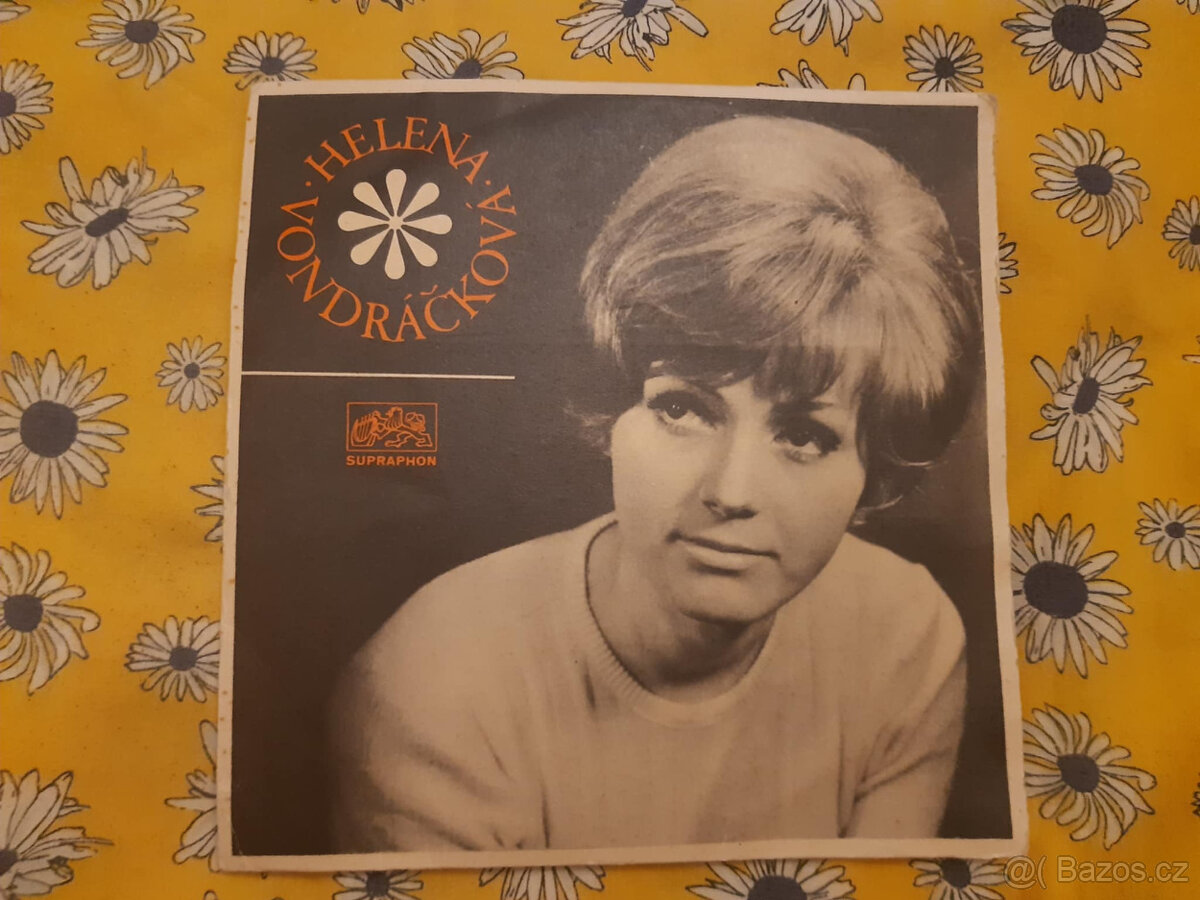 · HELENA ·
VONDRÁČKOVÁ
SUPRAPHON
@( Bazos.cz